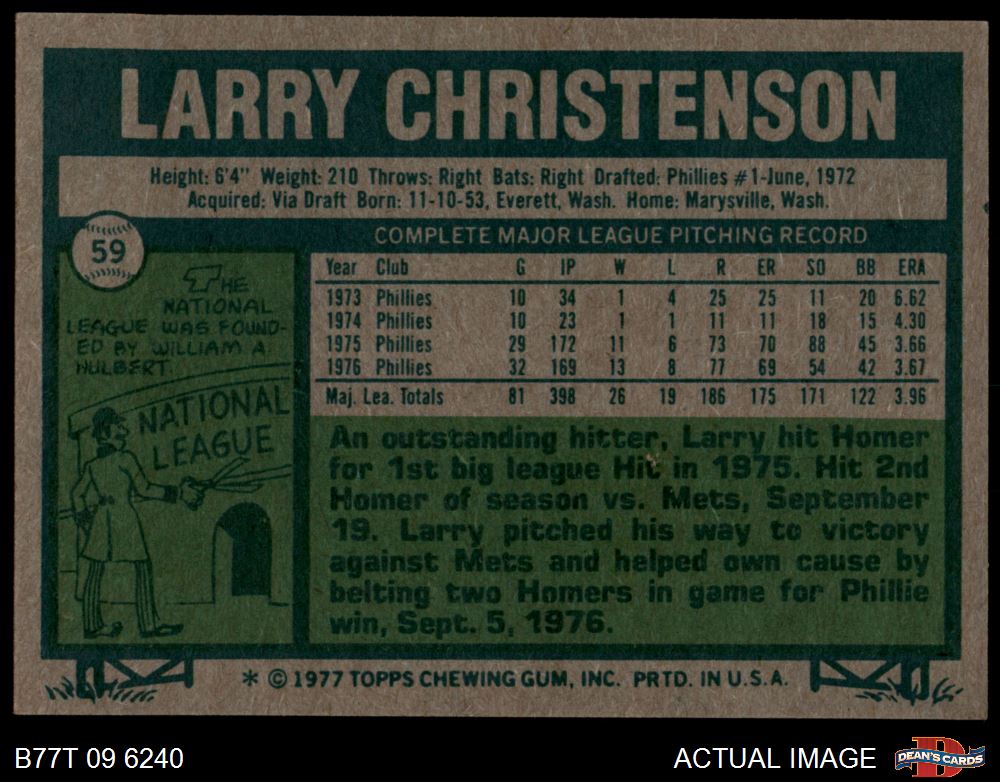 LARRY CHRISTENSON
Height: 6'4" Weight: 210 Throws: Right Bats: Right Drafted: Phillies #1-June, 1972
Acquired: Via Draft Born: 11-10-53, Everett, Wash. Home: Marysville, Wash.
59
COMPLETE MAJOR LEAGUE PITCHING RECORD
Year Club G IP W L R ER SO BB ERA
1973 Phillies 10 34 1 4 25 25 11 20 6.62
1974 Phillies 10 23 1 1 11 11 18 15 4.30
1975 Phillies 29 172 11 6 73 70 88 45 3.66
1976 Phillies 32 169 13 8 77 69 54 42 3.67
Maj. Lea. Totals 81 398 26 19 186 175 171 122 3.96
THE
NATIONAL
LEAGUE WAS FOUND-
ED BY WILLIAM A
HULBERT.
NATIONAL
LEAGUE
An outstanding hitter, Larry hit Homer
for 1st big league Hit in 1975. Hit 2nd
Homer of season vs. Mets, September
19. Larry pitched his way to victory
against Mets and helped own cause by
belting two Homers in game for Phillie
win, Sept. 5, 1976.
* © 1977 TOPPS CHEWING GUM, INC. PRTD. IN U.S.A.
B77T 09 6240
ACTUAL IMAGE
D
DEAN'S CARDS